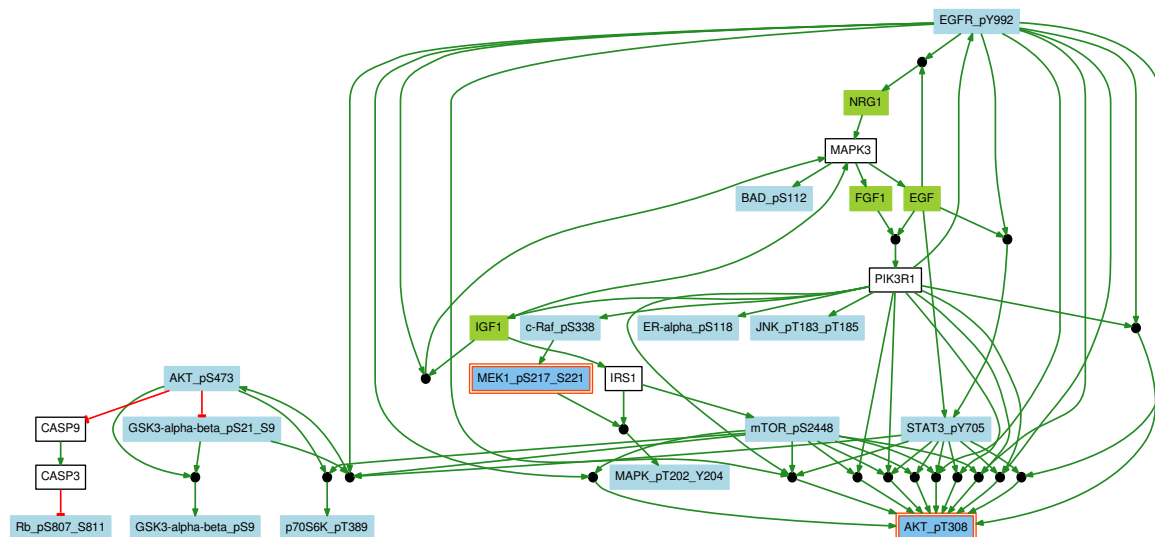 EGFR_pY992
NRG1
MAPK3
BAD_pS112
FGF1
EGF
PIK3R1
IGF1
c-Raf_pS338
ER-alpha_pS118
JNK_pT183_pT185
AKT_pS473
MEK1_pS217_S221
IRS1
CASP9
GSK3-alpha-beta_pS21_S9
mTOR_pS2448
STAT3_pY705
CASP3
MAPK_pT202_Y204
Rb_pS807_S811
GSK3-alpha-beta_pS9
p70S6K_pT389
AKT_pT308